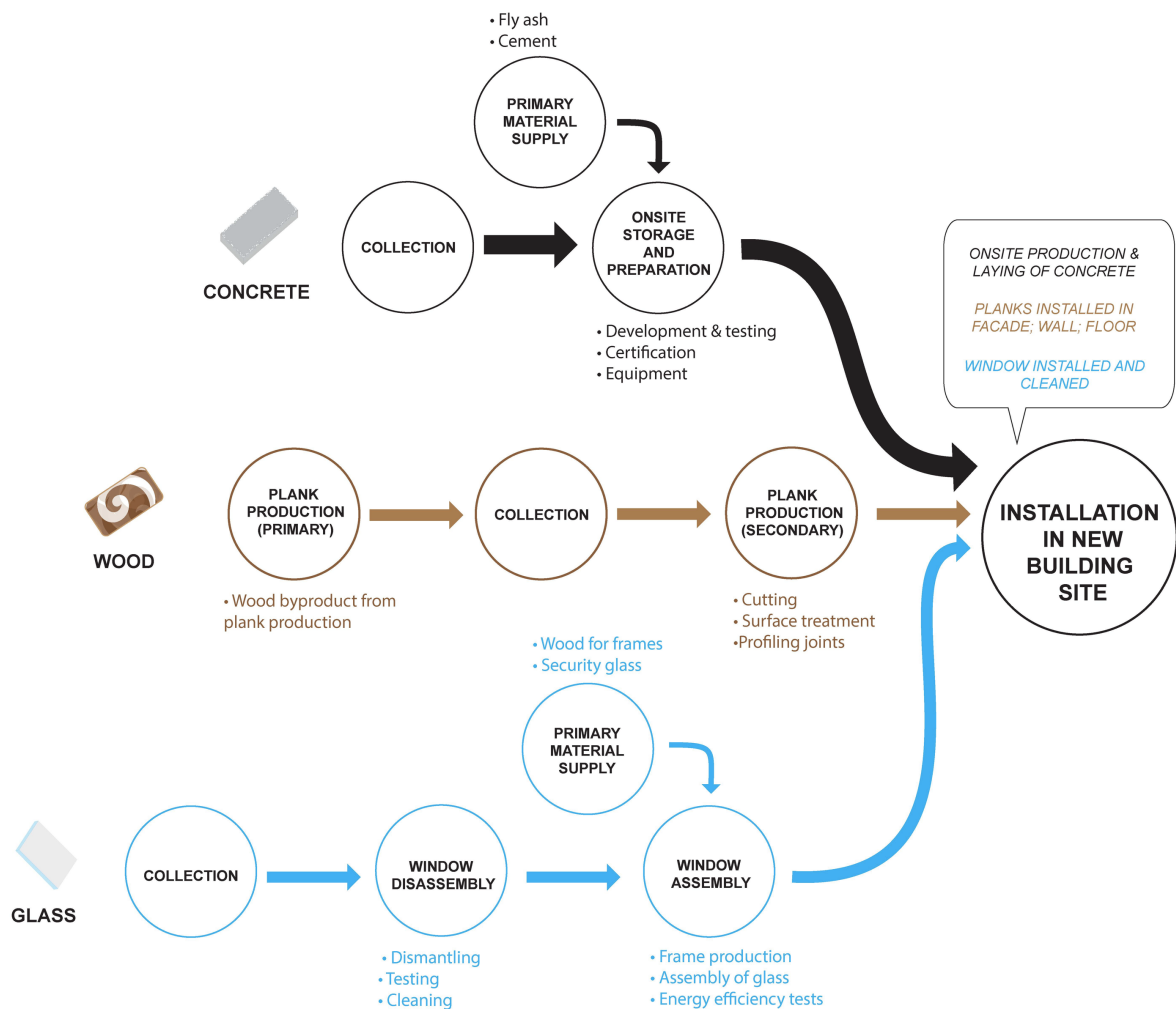 • Fly ash
• Cement
PRIMARY
MATERIAL
SUPPLY
CONCRETE
COLLECTION
ONSITE
STORAGE
AND
PREPARATION
• Development & testing
• Certification
• Equipment
ONSITE PRODUCTION &
LAYING OF CONCRETE
PLANKS INSTALLED IN
FACADE; WALL; FLOOR
WINDOW INSTALLED AND
CLEANED
WOOD
PLANK
PRODUCTION
(PRIMARY)
• Wood byproduct from
plank production
COLLECTION
PLANK
PRODUCTION
(SECONDARY)
• Cutting
• Surface treatment
•Profiling joints
INSTALLATION
IN NEW
BUILDING
SITE
• Wood for frames
• Security glass
PRIMARY
MATERIAL
SUPPLY
GLASS
COLLECTION
WINDOW
DISASSEMBLY
• Dismantling
• Testing
• Cleaning
WINDOW
ASSEMBLY
• Frame production
• Assembly of glass
• Energy efficiency tests